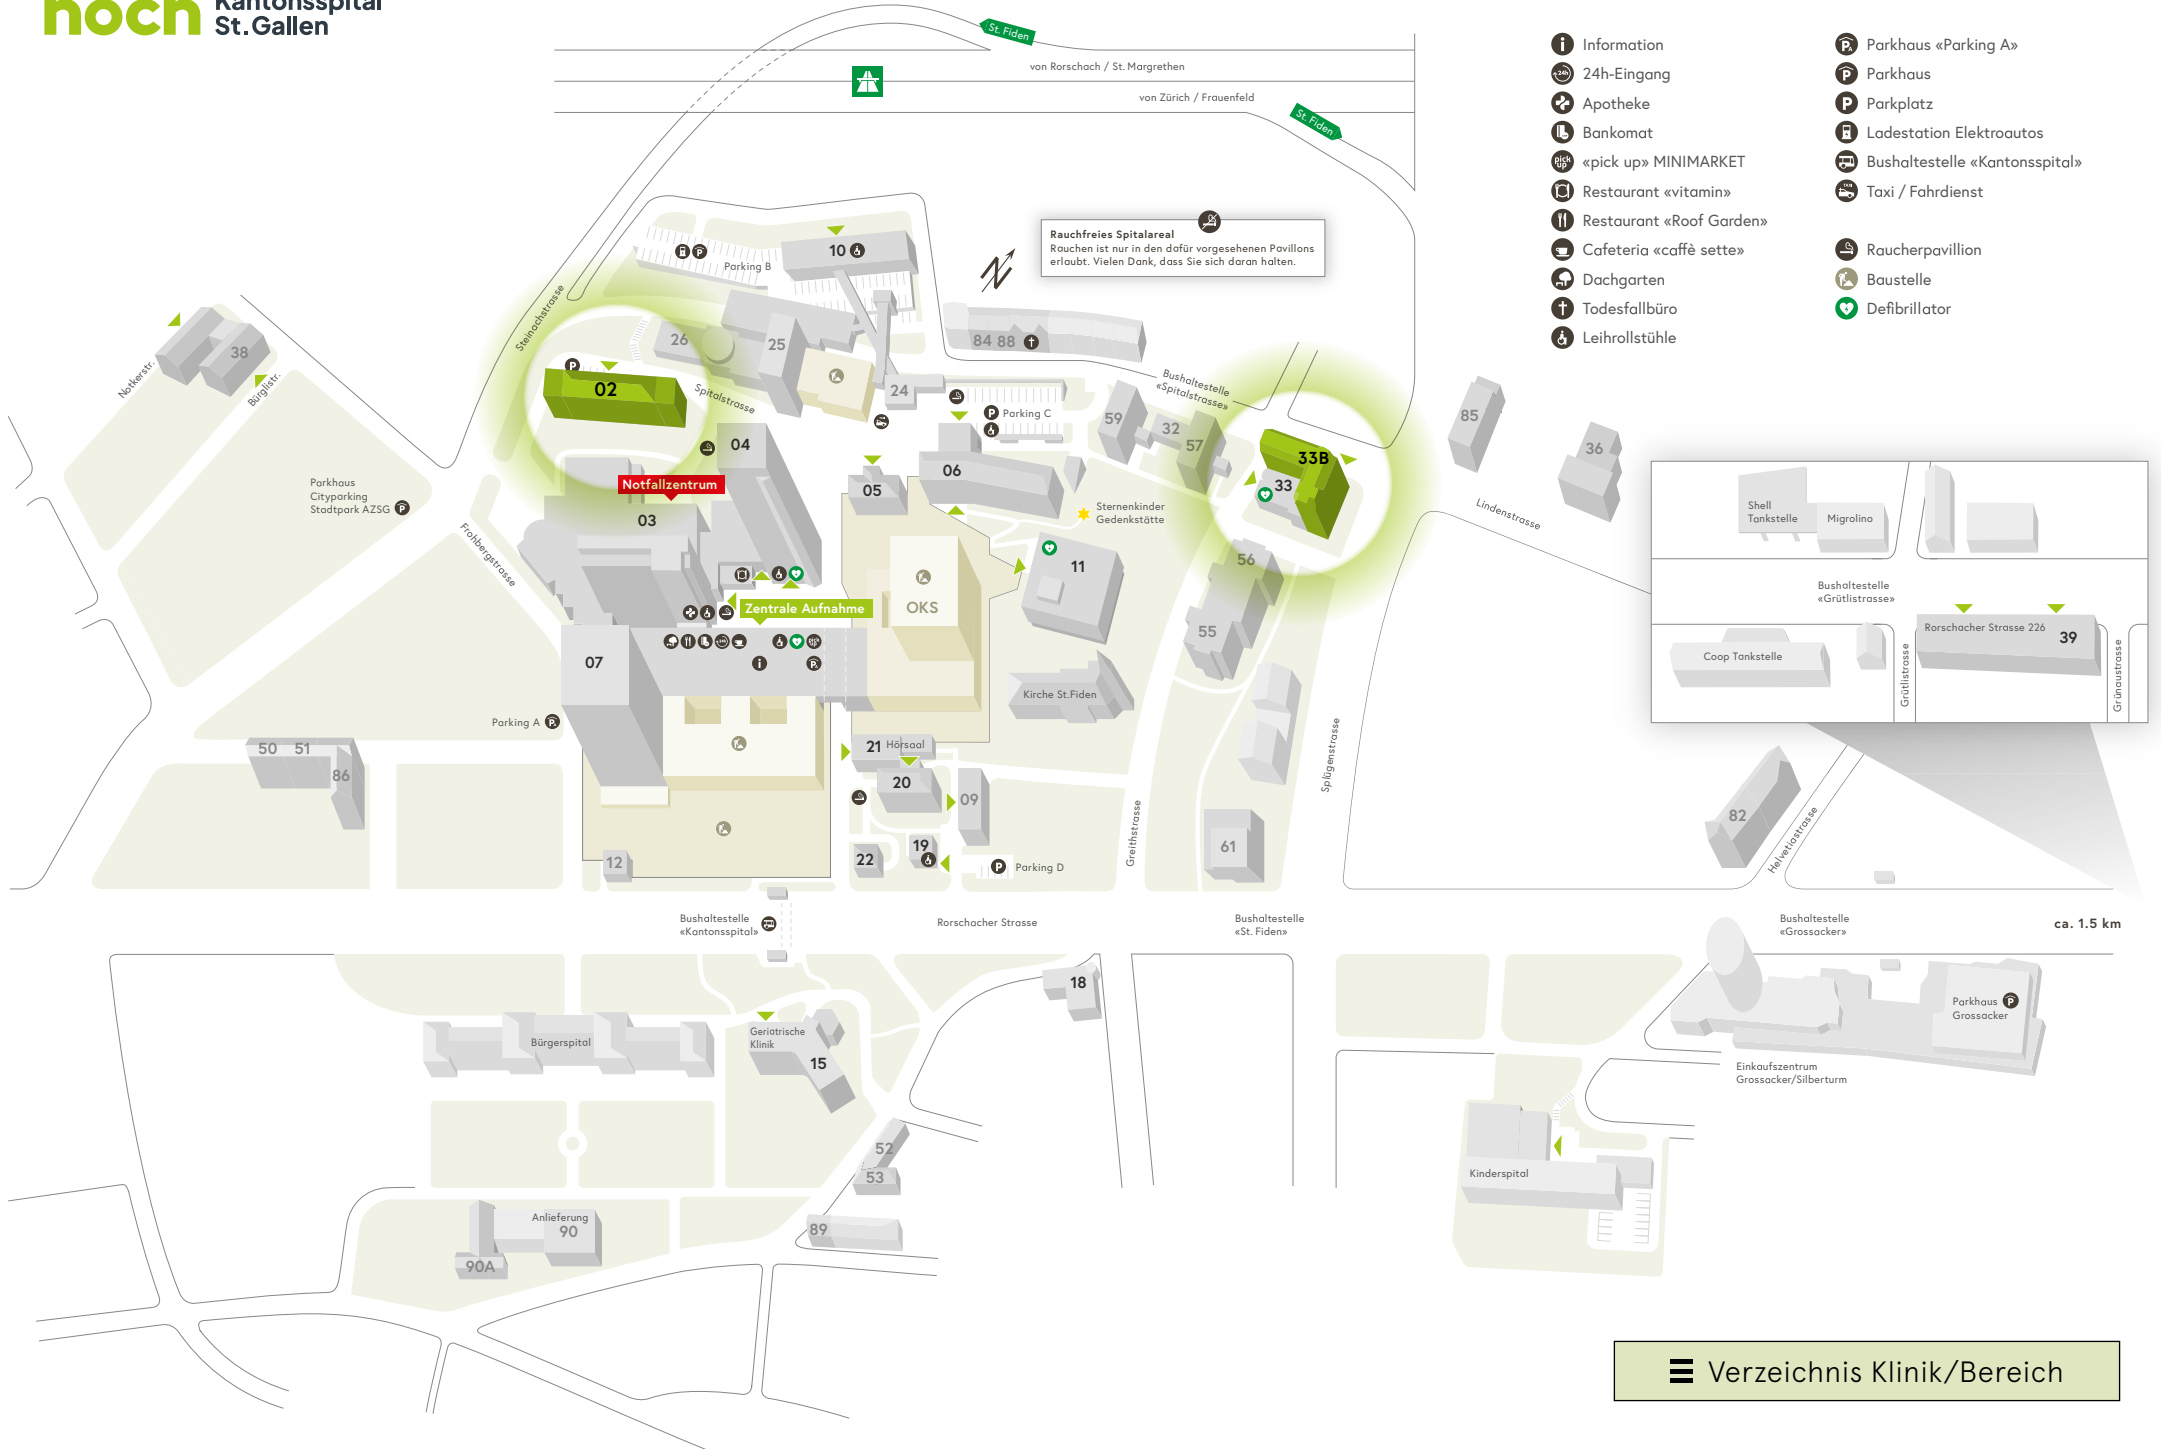 noch Kantonsspital
St.Gallen
St. Fiden
von Rorschach / St. Margrethen
von Zürich / Frauenfeld
St. Fiden
Information
24h-Eingang
Apotheke
Bankomat
«pick up» MINIMARKET
Restaurant «vitamin»
Restaurant «Roof Garden»
Cafeteria «caffè sette»
Dachgarten
Todesfallbüro
Leihrollstühle
Parkhaus «Parking A»
Parkhaus
Parkplatz
Ladestation Elektroautos
Bushaltestelle «Kantonsspital»
Taxi / Fahrdienst
Raucherpavillion
Baustelle
Defibrillator
Rauchfreies Spitalareal
Rauchen ist nur in den dafür vorgesehenen Pavillons
erlaubt. Vielen Dank, dass Sie sich daran halten.
N
10
Parking B
Steinachstrasse
26
25
84 88
38
Notkerstr.
Bürglistr.
02
Spitalstrasse
24
Parking C
Bushaltestelle
«Spitalstrasse»
59
32
57
85
36
04
33B
33
Notfallzentrum
03
05
06
Parkhaus
Cityparking
Stadtpark AZSG
Frohbergstrasse
Sternenkinder
Gedenkstätte
Lindenstrasse
11
56
55
OKS
Zentrale Aufnahme
07
Kirche St.Fiden
Parking A
50 51
86
21 Hörsaal
20
09
12
22
19
Parking D
Greithstrasse
Splügenstrasse
61
82
Helvetiastrasse
Shell
Tankstelle
Migrolino
Bushaltestelle
«Grütlistrasse»
Rorschacher Strasse 226
39
Coop Tankstelle
Grütlistrasse
Grünaustrasse
Bushaltestelle
«Kantonsspital»
Rorschacher Strasse
Bushaltestelle
«St. Fiden»
Bushaltestelle
«Grossacker»
ca. 1.5 km
18
Bürgerspital
Geriatrische
Klinik
15
Parkhaus
Grossacker
Einkaufszentrum
Grossacker/Silberturm
52
53
Kinderspital
89
Anlieferung
90
90A
Verzeichnis Klinik/Bereich